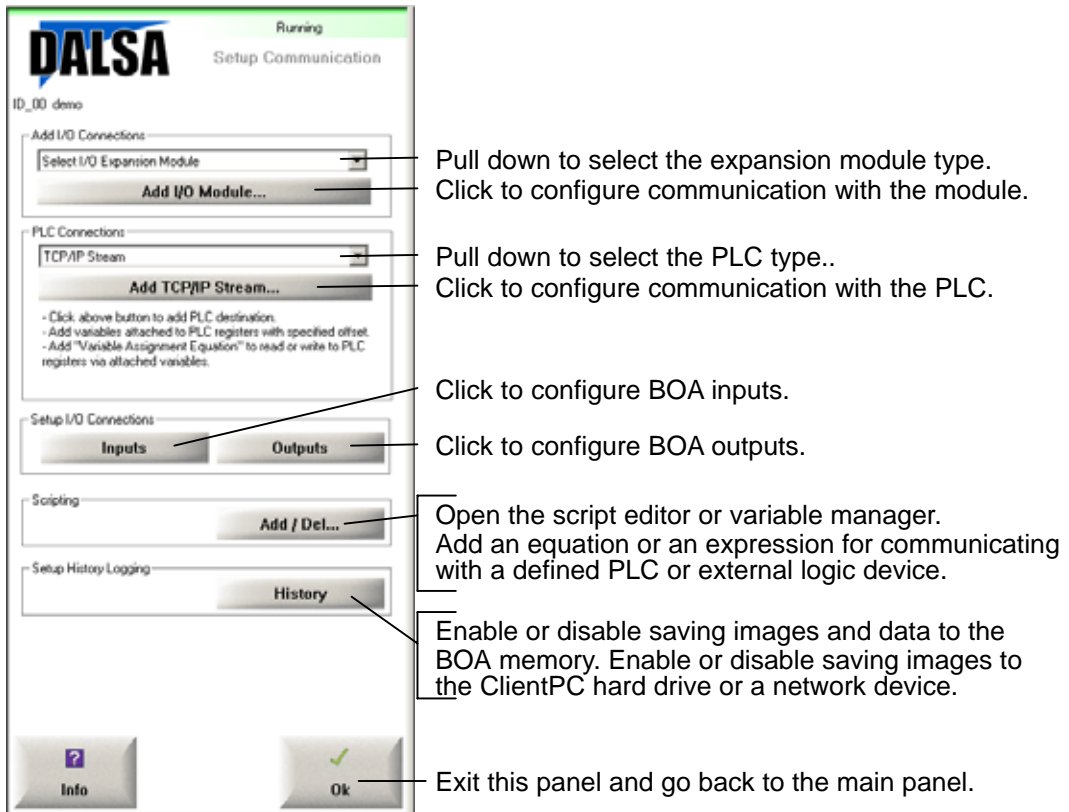 Running
DALSA
Setup Communication
ID_00 demo
Add I/O Connections
Select I/O Expansion Module
Pull down to select the expansion module type.
Add I/O Module...
Click to configure communication with the module.
PLC Connections
TCP/IP Stream
Pull down to select the PLC type..
Add TCP/IP Stream...
Click to configure communication with the PLC.
- Click above button to add PLC destination.
- Add variables attached to PLC registers with specified offset.
- Add "Variable Assignment Equation" to read or write to PLC
registers via attached variables.
Click to configure BOA inputs.
Setup I/O Connections
Inputs
Outputs
Click to configure BOA outputs.
Scripting
Add / Del...
Open the script editor or variable manager.
Add an equation or an expression for communicating
with a defined PLC or external logic device.
Setup History Logging
History
Enable or disable saving images and data to the
BOA memory. Enable or disable saving images to
the ClientPC hard drive or a network device.
?
Info
Ok
Exit this panel and go back to the main panel.